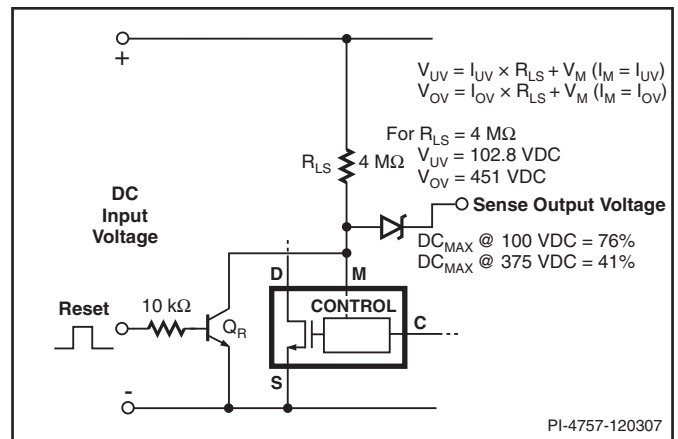 +
V_UV = I_UV × R_LS + V_M (I_M = I_UV)
V_OV = I_OV × R_LS + V_M (I_M = I_OV)
For R_LS = 4 MΩ
V_UV = 102.8 VDC
V_OV = 451 VDC
R_LS
4 MΩ
DC
Input
Voltage
Sense Output Voltage
DC_MAX @ 100 VDC = 76%
DC_MAX @ 375 VDC = 41%
D
M
CONTROL
C
Reset
10 kΩ
Q_R
S
-
PI-4757-120307